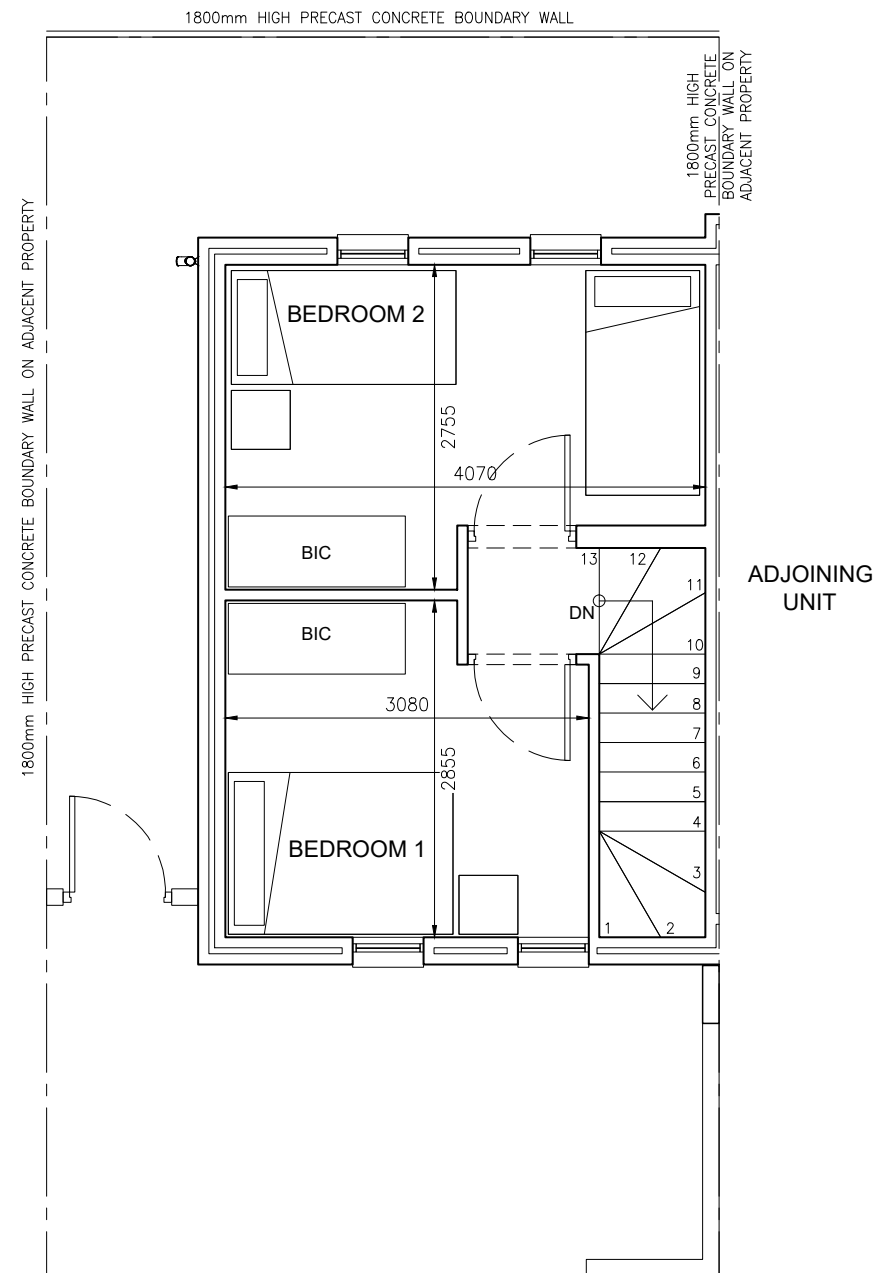 1800mm HIGH PRECAST CONCRETE BOUNDARY WALL
1800mm HIGH
PRECAST CONCRETE
BOUNDARY WALL ON
ADJACENT PROPERTY
1800mm HIGH PRECAST CONCRETE BOUNDARY WALL ON ADJACENT PROPERTY
BEDROOM 2
2755
4070
BIC
13
12
11
ADJOINING
UNIT
DN
BIC
10
9
8
3080
7
2855
6
5
4
BEDROOM 1
3
1
2